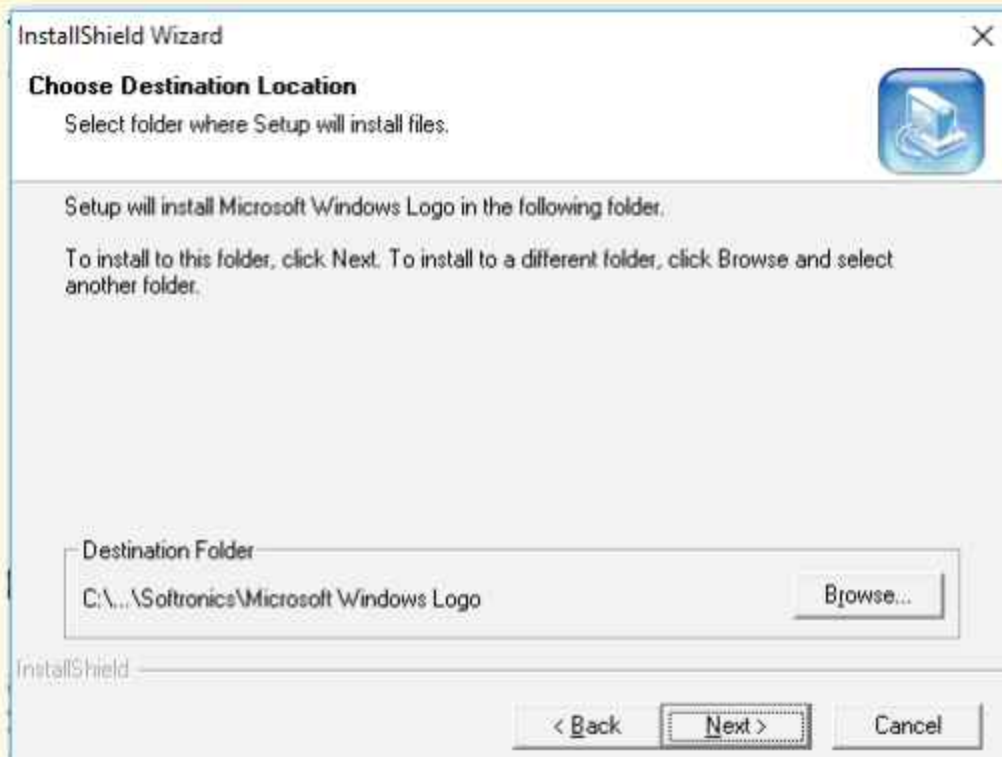 InstallShield Wizard
Choose Destination Location
Select folder where Setup will install files.
Setup will install Microsoft Windows Logo in the following folder.
To install to this folder, click Next. To install to a different folder, click Browse and select
another folder.
Destination Folder
C:\...\Softronics\Microsoft Windows Logo
Browse...
InstallShield
< Back
Next >
Cancel